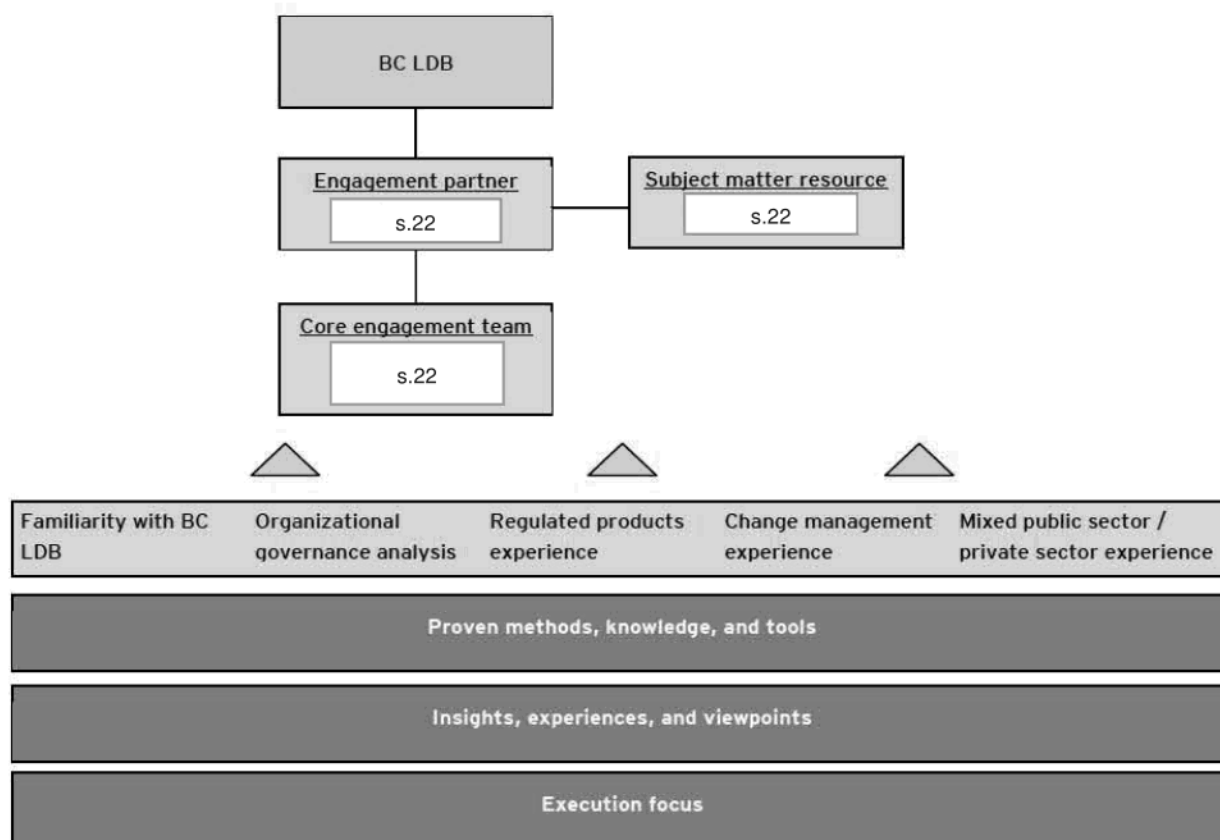 BC LDB
Engagement partner
s.22
Subject matter resource
s.22
Core engagement team
s.22
Familiarity with BC
LDB
Organizational
governance analysis
Regulated products
experience
Change management
experience
Mixed public sector /
private sector experience
Proven methods, knowledge, and tools
Insights, experiences, and viewpoints
Execution focus